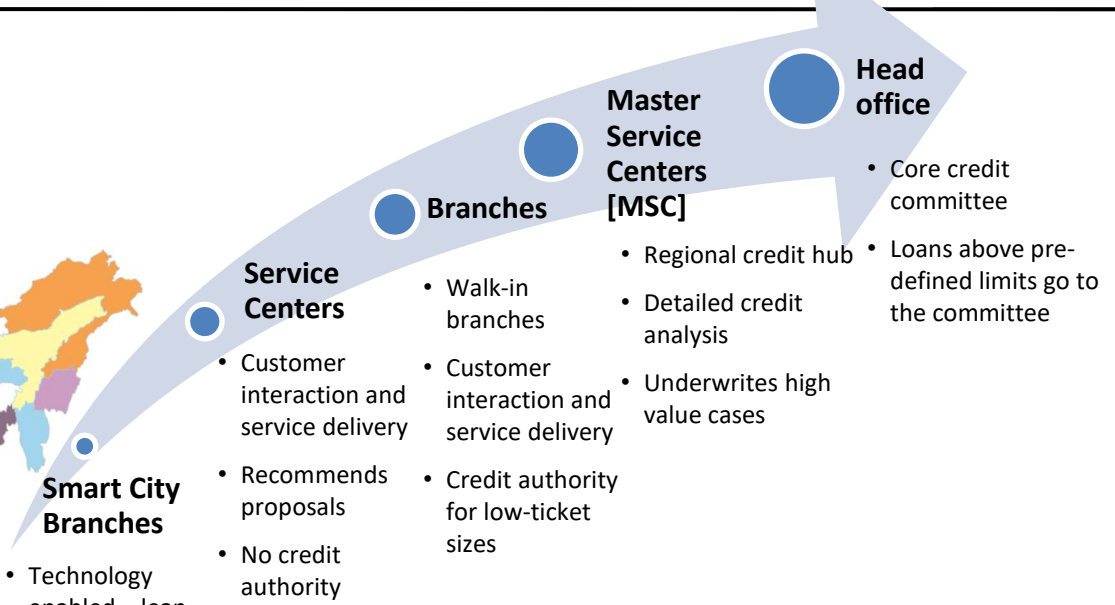 Smart City
Branches
• Technology
enabled – lean
Service
Centers
• Customer
interaction and
service delivery
• Recommends
proposals
• No credit
authority
Branches
• Walk-in
branches
• Customer
interaction and
service delivery
• Credit authority
for low-ticket
sizes
Master
Service
Centers
[MSC]
• Regional credit hub
• Detailed credit
analysis
• Underwrites high
value cases
Head
office
• Core credit
committee
• Loans above pre-
defined limits go to
the committee